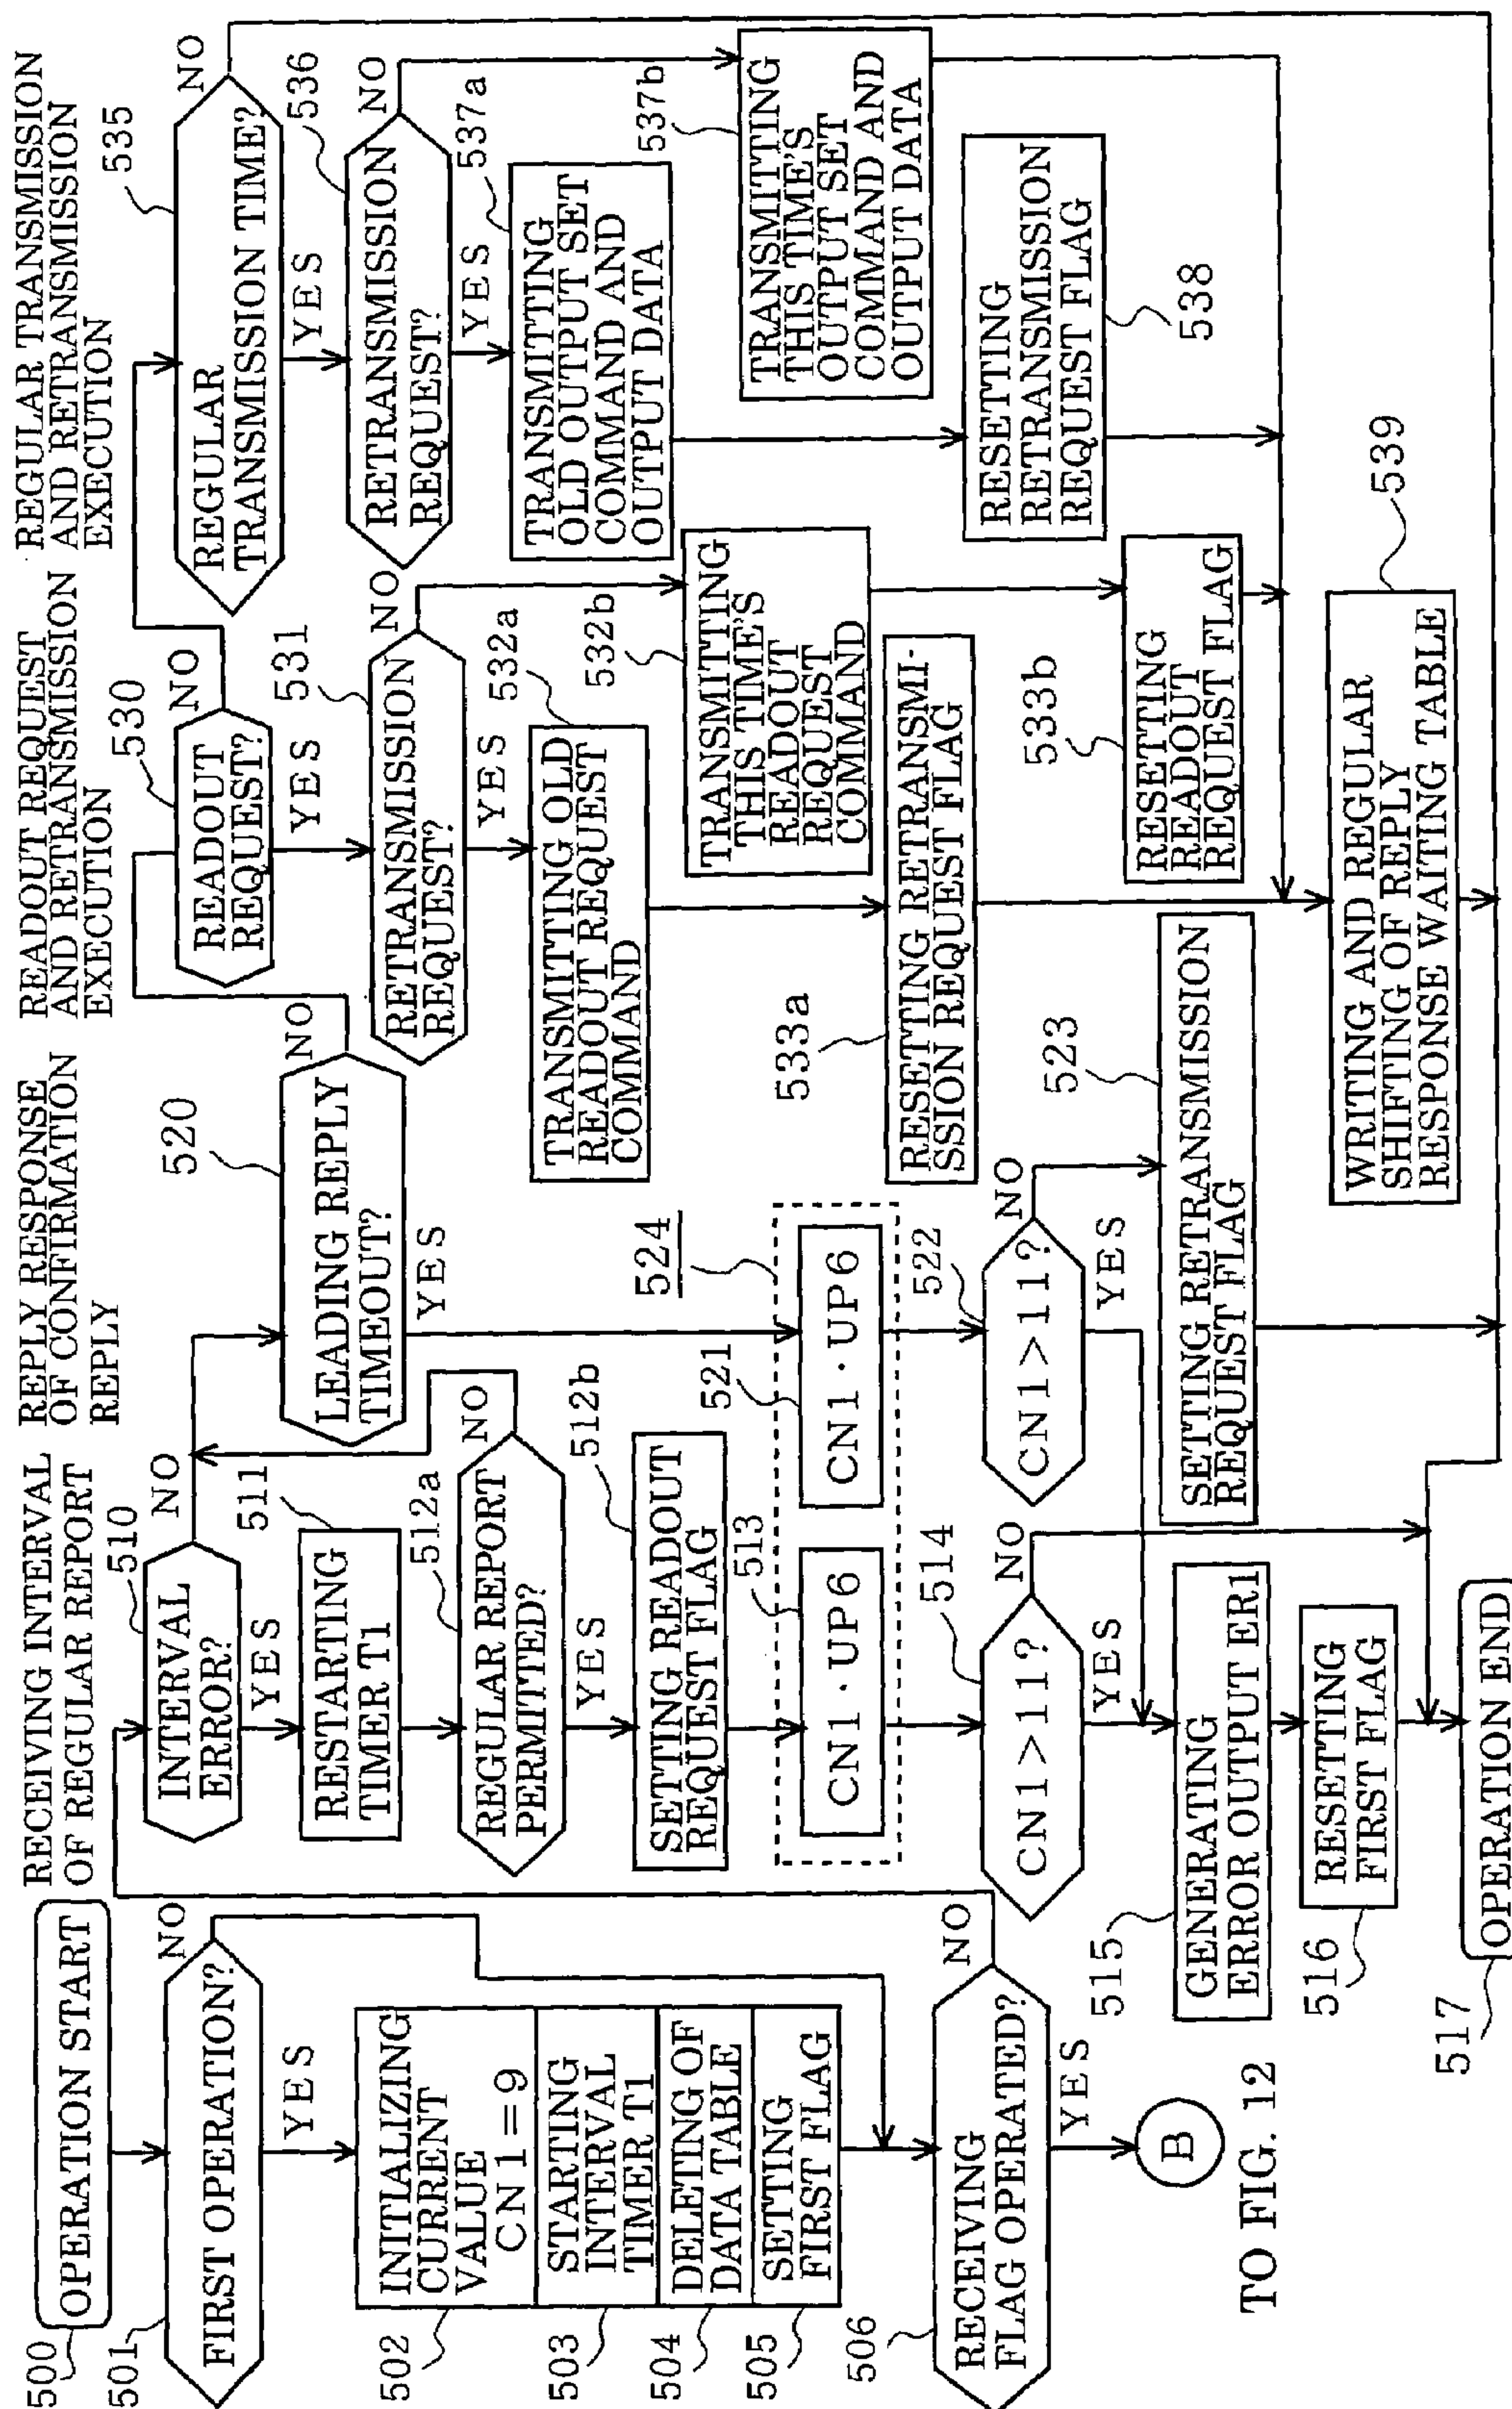 OPERATION START
500
FIRST OPERATION?
501
NO
YES
INITIALIZING
CURRENT
VALUE
CN1=9
502
STARTING
INTERVAL
TIMER T1
503
DELETING OF
DATA TABLE
504
SETTING
FIRST FLAG
505
RECEIVING
FLAG OPERATED?
506
NO
YES
B
TO FIG. 12
RECEIVING INTERVAL
OF REGULAR REPORT
510
INTERVAL
ERROR?
NO
YES
511
RESTARTING
TIMER T1
512a
REGULAR REPORT
PERMITTED?
NO
YES
512b
SETTING READOUT
REQUEST FLAG
513
CN1·UP6
514
CN1>11?
NO
YES
515
GENERATING
ERROR OUTPUT ER1
516
RESETTING
FIRST FLAG
517
OPERATION END
REPLY RESPONSE
OF CONFIRMATION
REPLY
520
LEADING REPLY
TIMEOUT?
NO
YES
524
521
CN1·UP6
522
CN1>11?
NO
YES
523
SETTING RETRANSMISSION
REQUEST FLAG
READOUT REQUEST
AND RETRANSMISSION
EXECUTION
530
READOUT
REQUEST?
NO
YES
531
RETRANSMISSION
REQUEST?
NO
YES
532a
TRANSMITTING OLD
READOUT REQUEST
COMMAND
532b
TRANSMITTING
THIS TIME'S
READOUT
REQUEST
COMMAND
533a
RESETTING RETRANSMI-
SSION REQUEST FLAG
533b
RESETTING
READOUT
REQUEST FLAG
REGULAR TRANSMISSION
AND RETRANSMISSION
EXECUTION
535
REGULAR
TRANSMISSION TIME?
NO
YES
536
RETRANSMISSION
REQUEST?
NO
YES
537a
TRANSMITTING
OLD OUTPUT SET
COMMAND AND
OUTPUT DATA
537b
TRANSMITTING
THIS TIME'S
OUTPUT SET
COMMAND AND
OUTPUT DATA
RESETTING
RETRANSMISSION
REQUEST FLAG
538
539
WRITING AND REGULAR
SHIFTING OF REPLY
RESPONSE WAITING TABLE